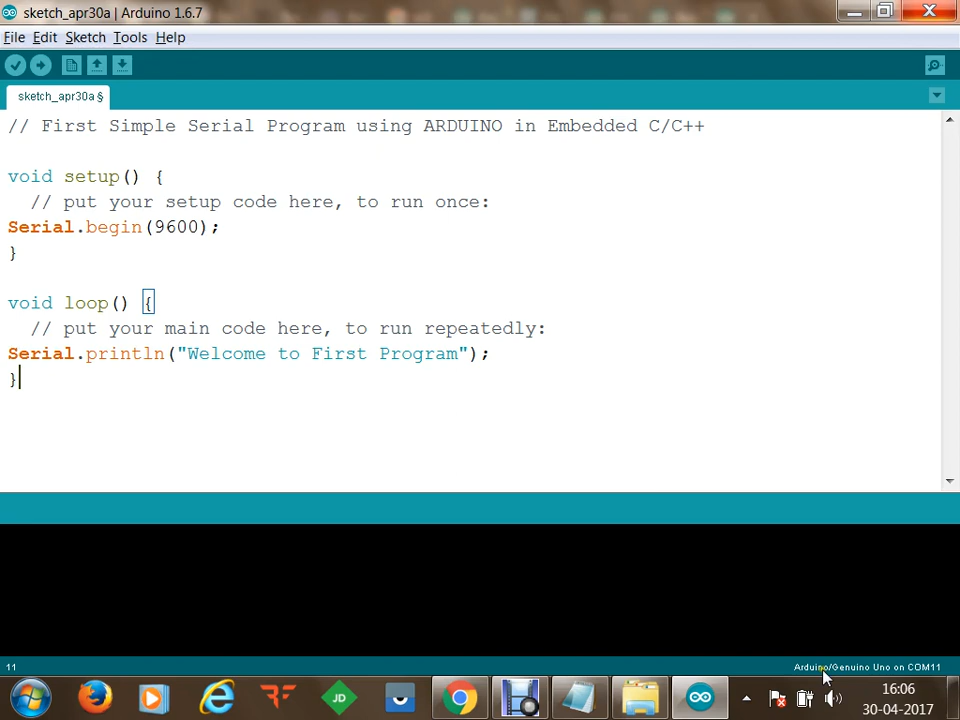 sketch_apr30a | Arduino 1.6.7
File Edit Sketch Tools Help
sketch_apr30a §
// First Simple Serial Program using ARDUINO in Embedded C/C++
void setup() {
// put your setup code here, to run once:
Serial.begin(9600);
}
void loop() {
// put your main code here, to run repeatedly:
Serial.println("Welcome to First Program");
}
11
Arduino/Genuino Uno on COM11
JD
16:06
30-04-2017